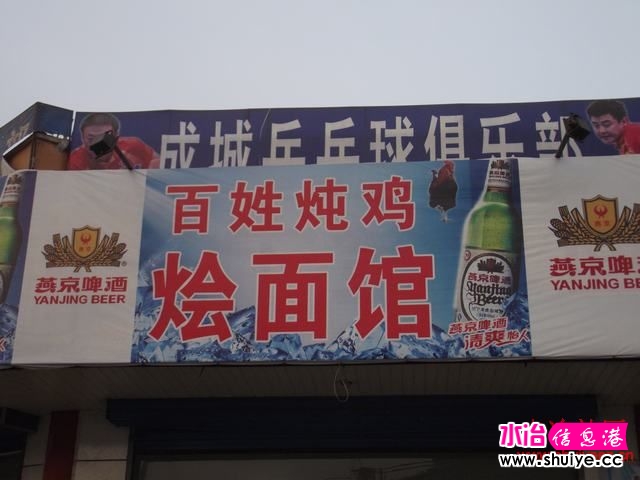 成城乒乓球俱乐部
百姓炖鸡
烩面馆
燕京啤酒
YANJING BEER
燕京啤酒
Yanjing
Beer
燕京啤酒
清爽怡人
燕京啤酒
YANJING BEER
水冶信息港
www.shuiye.cc